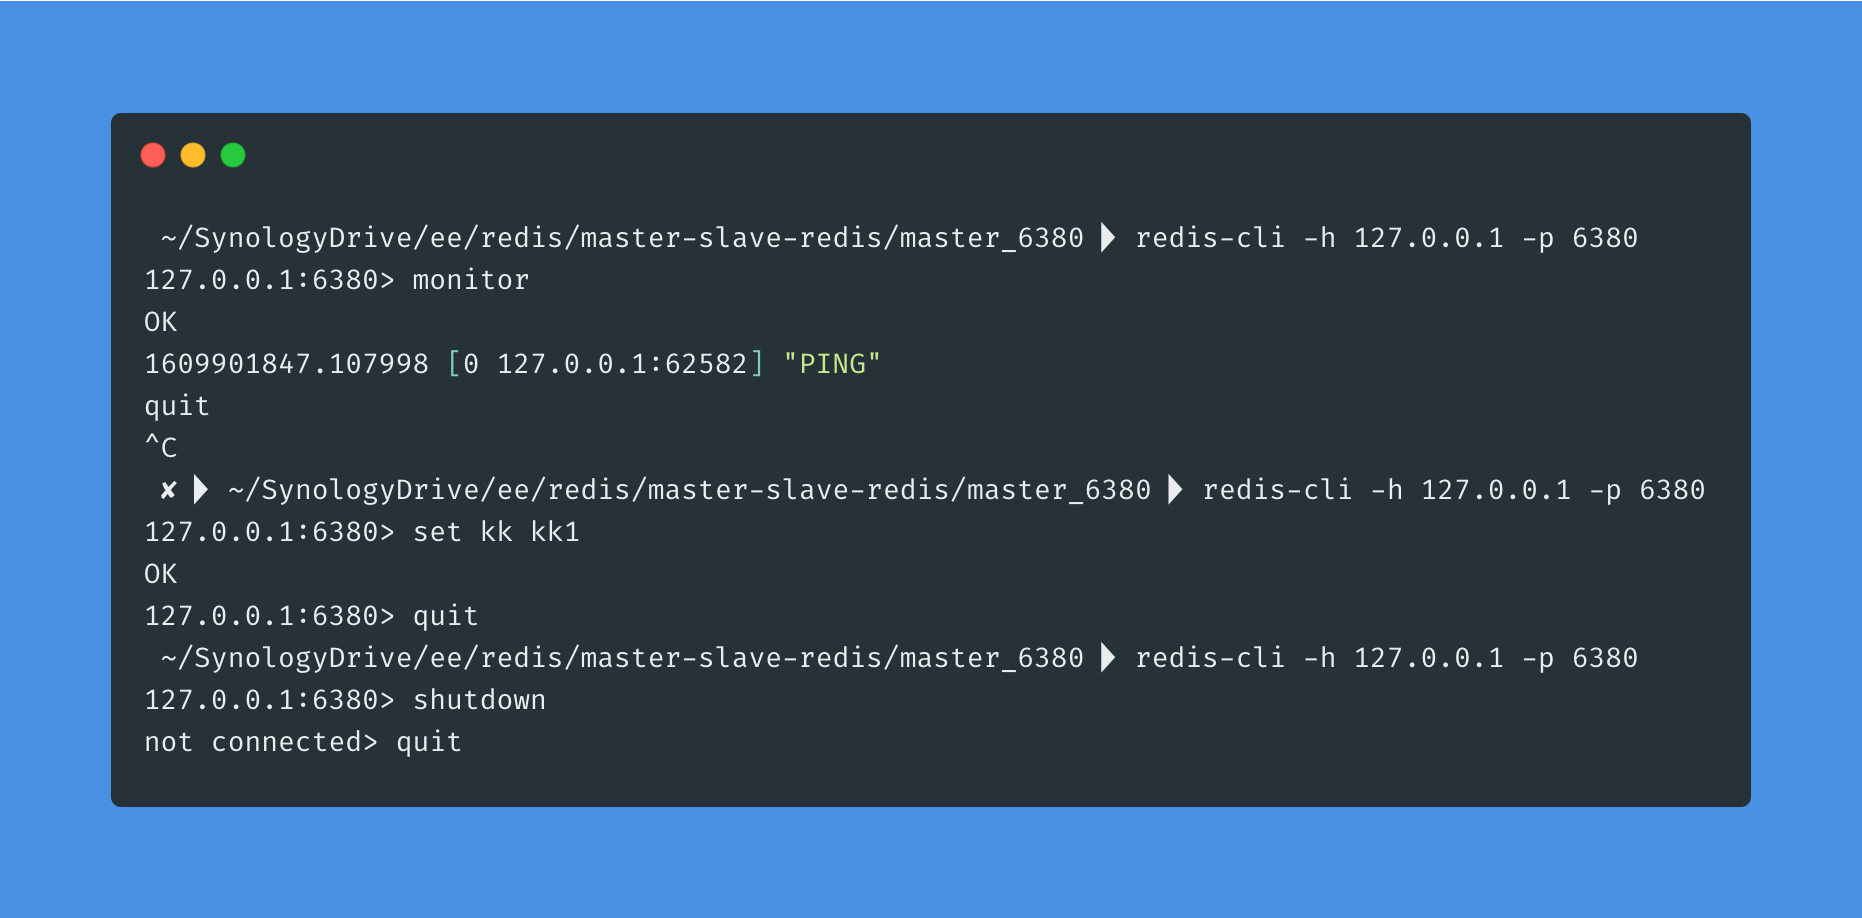 ~/SynologyDrive/ee/redis/master-slave-redis/master_6380 ▶ redis-cli -h 127.0.0.1 -p 6380
127.0.0.1:6380> monitor
OK
1609901847.107998 [0 127.0.0.1:62582] "PING"
quit
^C
✘ ▶ ~/SynologyDrive/ee/redis/master-slave-redis/master_6380 ▶ redis-cli -h 127.0.0.1 -p 6380
127.0.0.1:6380> set kk kk1
OK
127.0.0.1:6380> quit
~/SynologyDrive/ee/redis/master-slave-redis/master_6380 ▶ redis-cli -h 127.0.0.1 -p 6380
127.0.0.1:6380> shutdown
not connected> quit